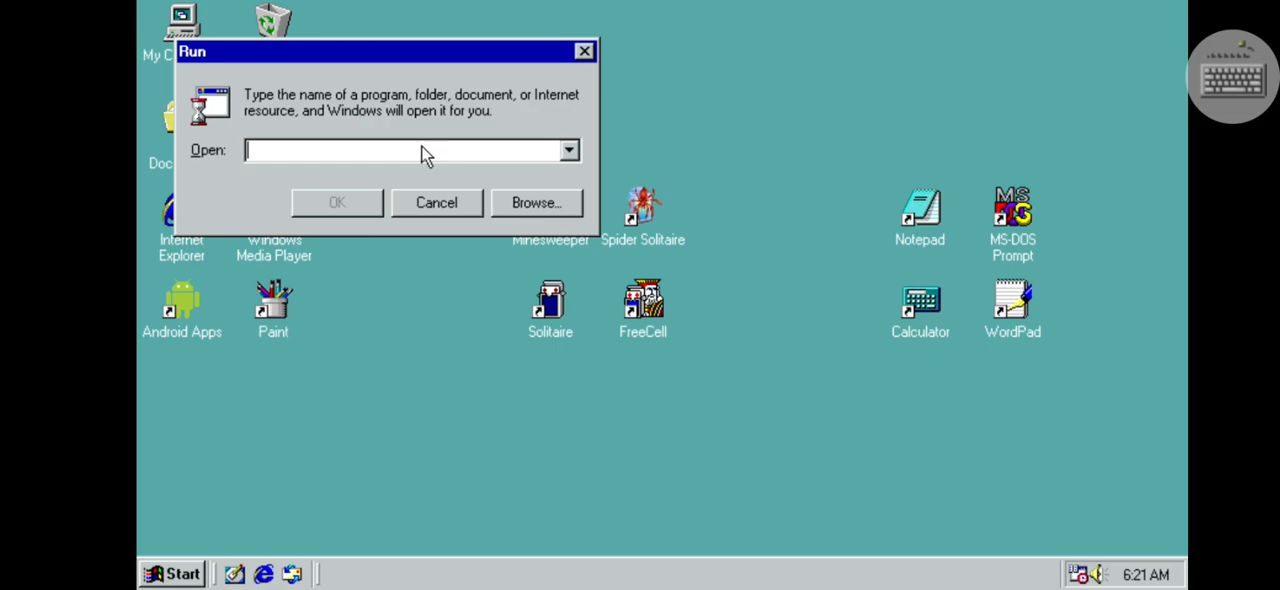 My C
Run
Type the name of a program, folder, document, or Internet
resource, and Windows will open it for you.
Open:
OK
Cancel
Browse...
Doc
Internet
Explorer
Windows
Media Player
Minesweeper
Spider Solitaire
Notepad
MS
MS-DOS
Prompt
Android Apps
Paint
Solitaire
FreeCell
Calculator
WordPad
Start
6:21 AM